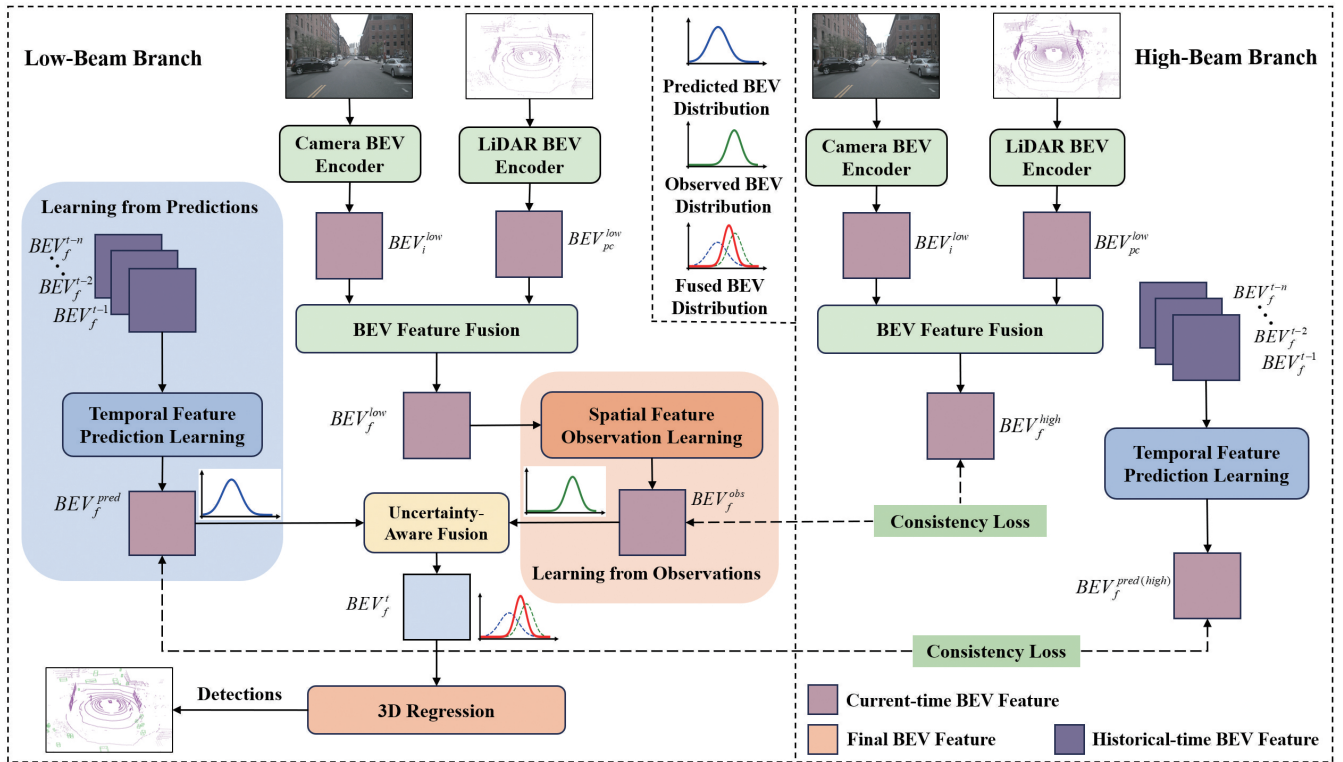 Low-Beam Branch
Camera BEV
Encoder
LiDAR BEV
Encoder
BEV_i^{low}
BEV_{pc}^{low}
BEV Feature Fusion
Learning from Predictions
BEV_f^{t-n}
BEV_f^{t-2}
BEV_f^{t-1}
Temporal Feature
Prediction Learning
BEV_f^{pred}
BEV_f^{low}
Spatial Feature
Observation Learning
BEV_f^{obs}
Learning from Observations
Uncertainty-
Aware Fusion
BEV_f^t
3D Regression
Detections
Predicted BEV
Distribution
Observed BEV
Distribution
Fused BEV
Distribution
High-Beam Branch
Camera BEV
Encoder
LiDAR BEV
Encoder
BEV_i^{low}
BEV_{pc}^{low}
BEV Feature Fusion
BEV_f^{high}
BEV_f^{t-n}
BEV_f^{t-2}
BEV_f^{t-1}
Temporal Feature
Prediction Learning
Consistency Loss
BEV_f^{pred(high)}
Consistency Loss
Current-time BEV
Feature
Final BEV Feature
Historical-time BEV Feature